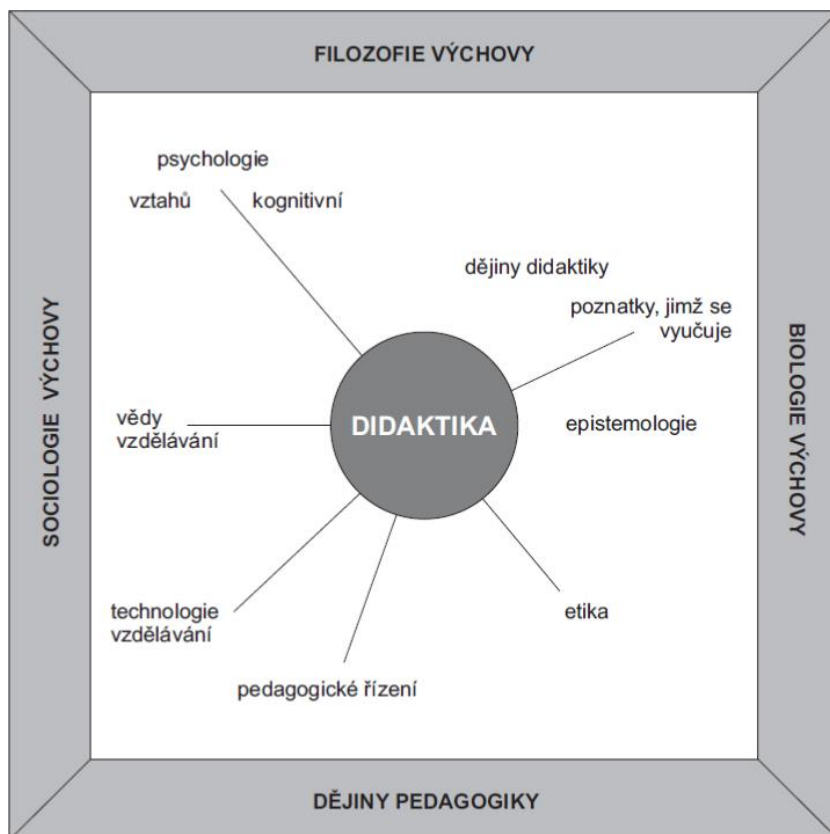 FILOZOFIE VÝCHOVY
psychologie
vztahů
kognitivní
dějiny didaktiky
poznatky, jimž se
vyučuje
SOCIOLOGIE VÝCHOVY
BIOLOGIE VÝCHOVY
vědy
vzdělávání
DIDAKTIKA
epistemologie
technologie
vzdělávání
etika
pedagogické řízení
DĚJINY PEDAGOGIKY